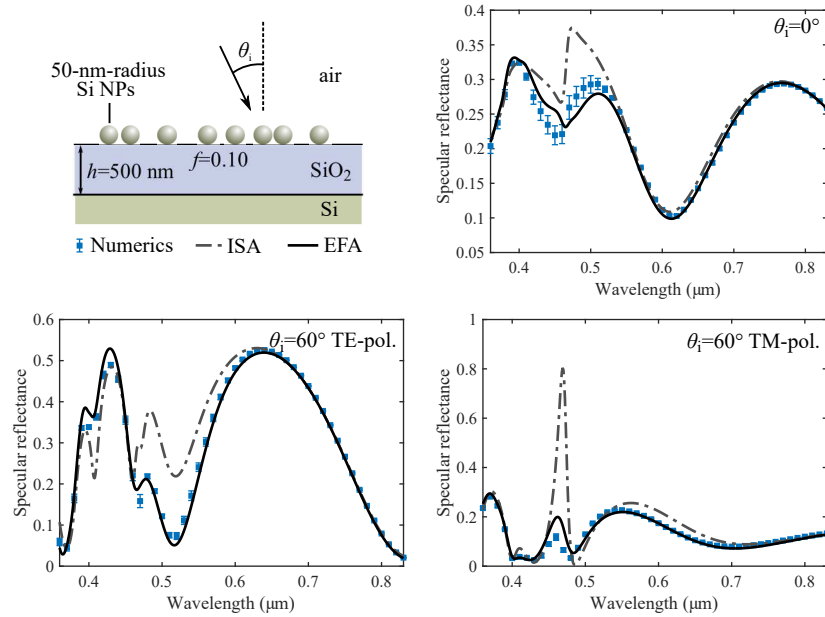 θi
50-nm-radius
Si NPs
air
f=0.10
h=500 nm
SiO2
Si
Numerics
ISA
EFA
θi=0°
0.4
0.35
0.3
0.25
0.2
0.15
0.1
0.05
Specular reflectance
0.4
0.5
0.6
0.7
0.8
Wavelength (μm)
θi=60° TE-pol.
0.6
0.5
0.4
0.3
0.2
0.1
0
Specular reflectance
0.4
0.5
0.6
0.7
0.8
Wavelength (μm)
θi=60° TM-pol.
1
0.8
0.6
0.4
0.2
0
Specular reflectance
0.4
0.5
0.6
0.7
0.8
Wavelength (μm)